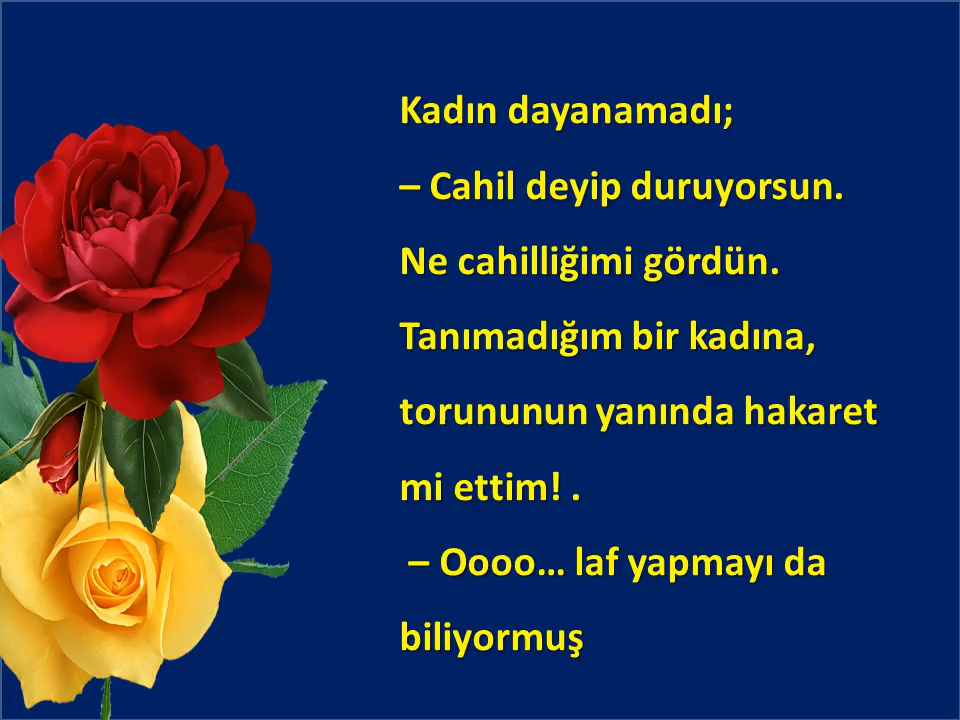 Kadın dayanamadı;
– Cahil deyip duruyorsun.
Ne cahilliğimi gördün.
Tanımadığım bir kadına,
torununun yanında hakaret
mi ettim! .
– Oooo… laf yapmayı da
biliyormuş